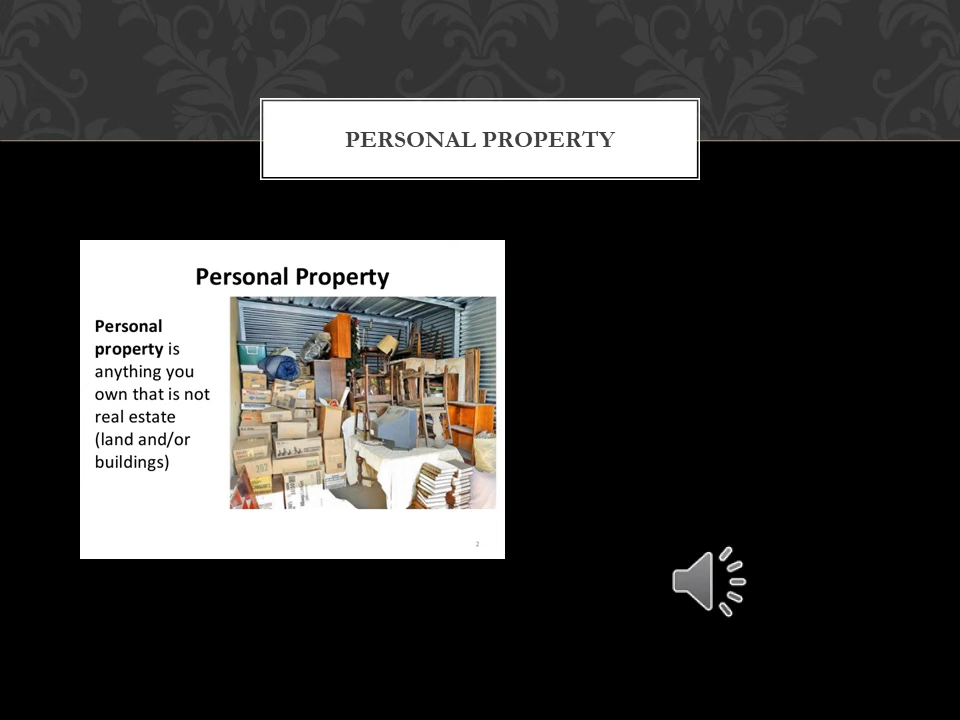 PERSONAL PROPERTY
Personal Property
Personal
property is
anything you
own that is not
real estate
(land and/or
buildings)
2